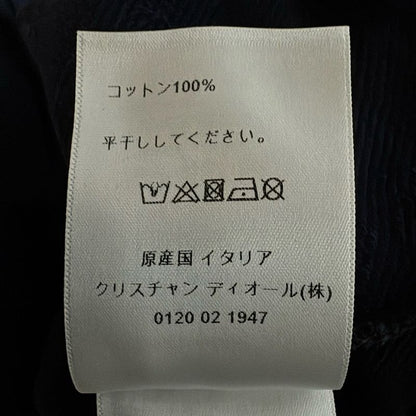 コットン100%
平干ししてください。
原産国 イタリア
クリスチャン ディオール(株)
0120 02 1947